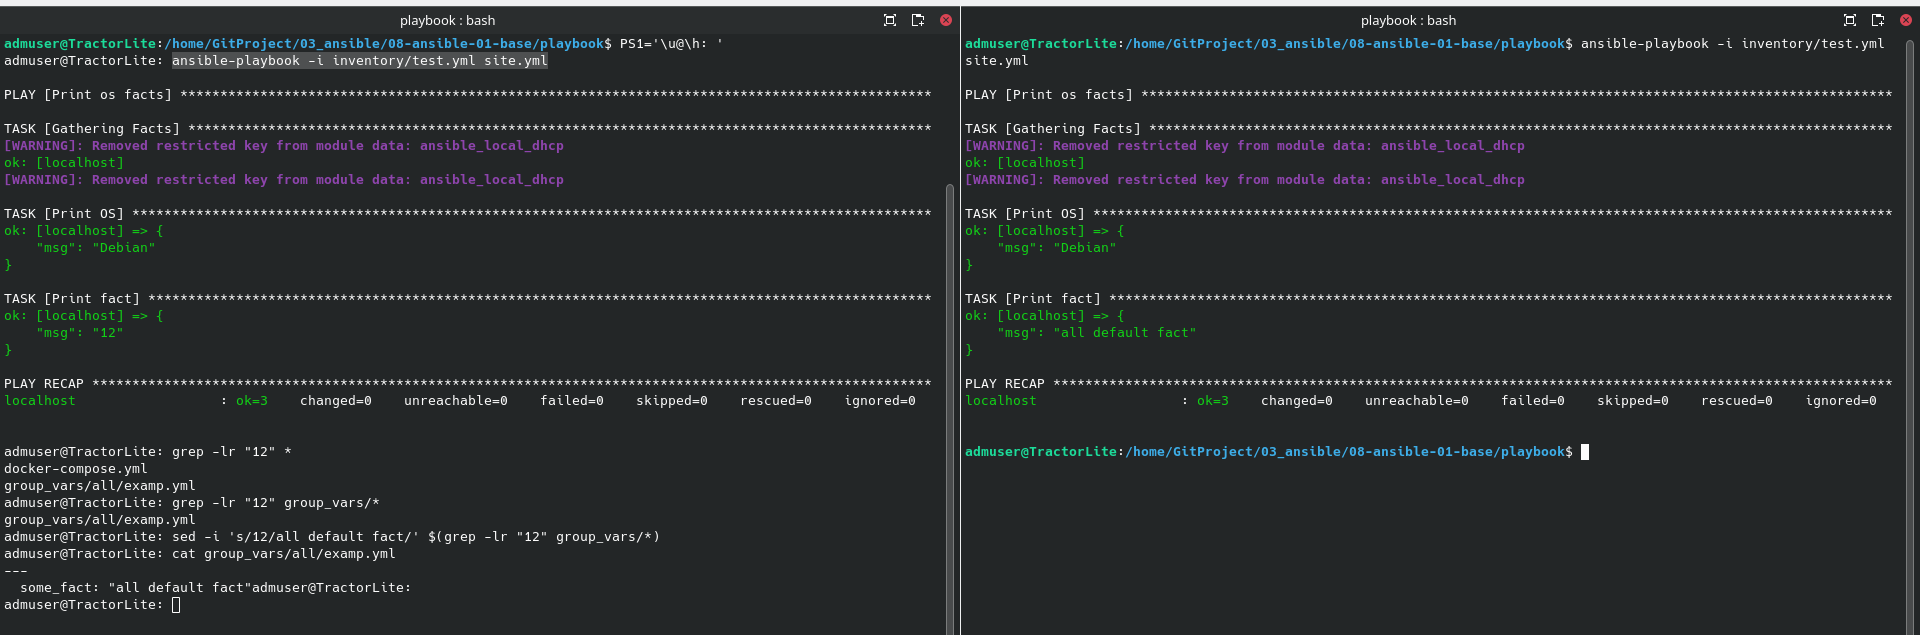 playbook : bash
admuser@TractorLite:/home/GitProject/03_ansible/08-ansible-01-base/playbook$ PS1='\u@\h: '
admuser@TractorLite: ansible-playbook -i inventory/test.yml site.yml
PLAY [Print os facts] **********************************************************************************************
TASK [Gathering Facts] *********************************************************************************************
[WARNING]: Removed restricted key from module data: ansible_local_dhcp
ok: [localhost]
[WARNING]: Removed restricted key from module data: ansible_local_dhcp
TASK [Print OS] ****************************************************************************************************
ok: [localhost] => {
    "msg": "Debian"
}
TASK [Print fact] **************************************************************************************************
ok: [localhost] => {
    "msg": "12"
}
PLAY RECAP *********************************************************************************************************
localhost                  : ok=3    changed=0    unreachable=0    failed=0    skipped=0    rescued=0    ignored=0
admuser@TractorLite: grep -lr "12" *
docker-compose.yml
group_vars/all/examp.yml
admuser@TractorLite: grep -lr "12" group_vars/*
group_vars/all/examp.yml
admuser@TractorLite: sed -i 's/12/all default fact/' $(grep -lr "12" group_vars/*)
admuser@TractorLite: cat group_vars/all/examp.yml
---
  some_fact: "all default fact"admuser@TractorLite:
admuser@TractorLite:
playbook : bash
admuser@TractorLite:/home/GitProject/03_ansible/08-ansible-01-base/playbook$ ansible-playbook -i inventory/test.yml
site.yml
PLAY [Print os facts] **********************************************************************************************
TASK [Gathering Facts] *********************************************************************************************
[WARNING]: Removed restricted key from module data: ansible_local_dhcp
ok: [localhost]
[WARNING]: Removed restricted key from module data: ansible_local_dhcp
TASK [Print OS] ****************************************************************************************************
ok: [localhost] => {
    "msg": "Debian"
}
TASK [Print fact] **************************************************************************************************
ok: [localhost] => {
    "msg": "all default fact"
}
PLAY RECAP *********************************************************************************************************
localhost                  : ok=3    changed=0    unreachable=0    failed=0    skipped=0    rescued=0    ignored=0
admuser@TractorLite:/home/GitProject/03_ansible/08-ansible-01-base/playbook$